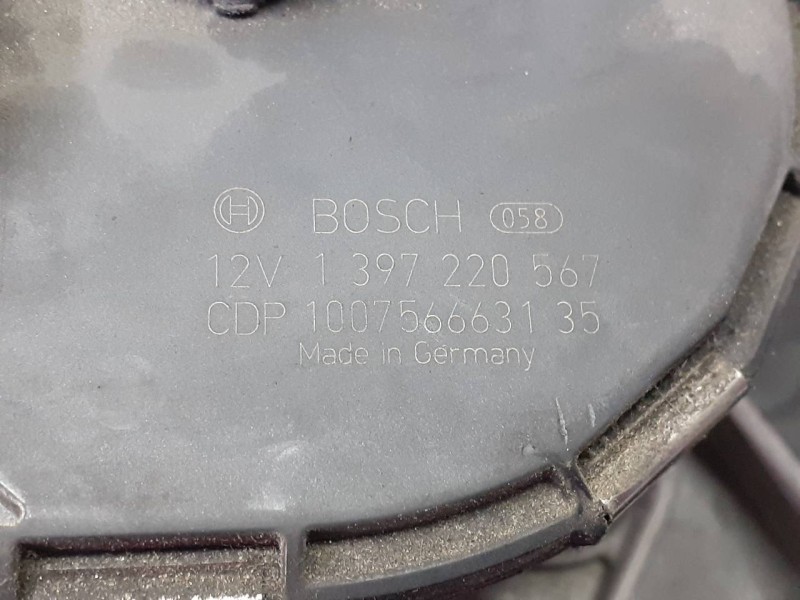 BOSCH 058
12V 1 397 220 567
CDP 1007566631 35
Made in Germany